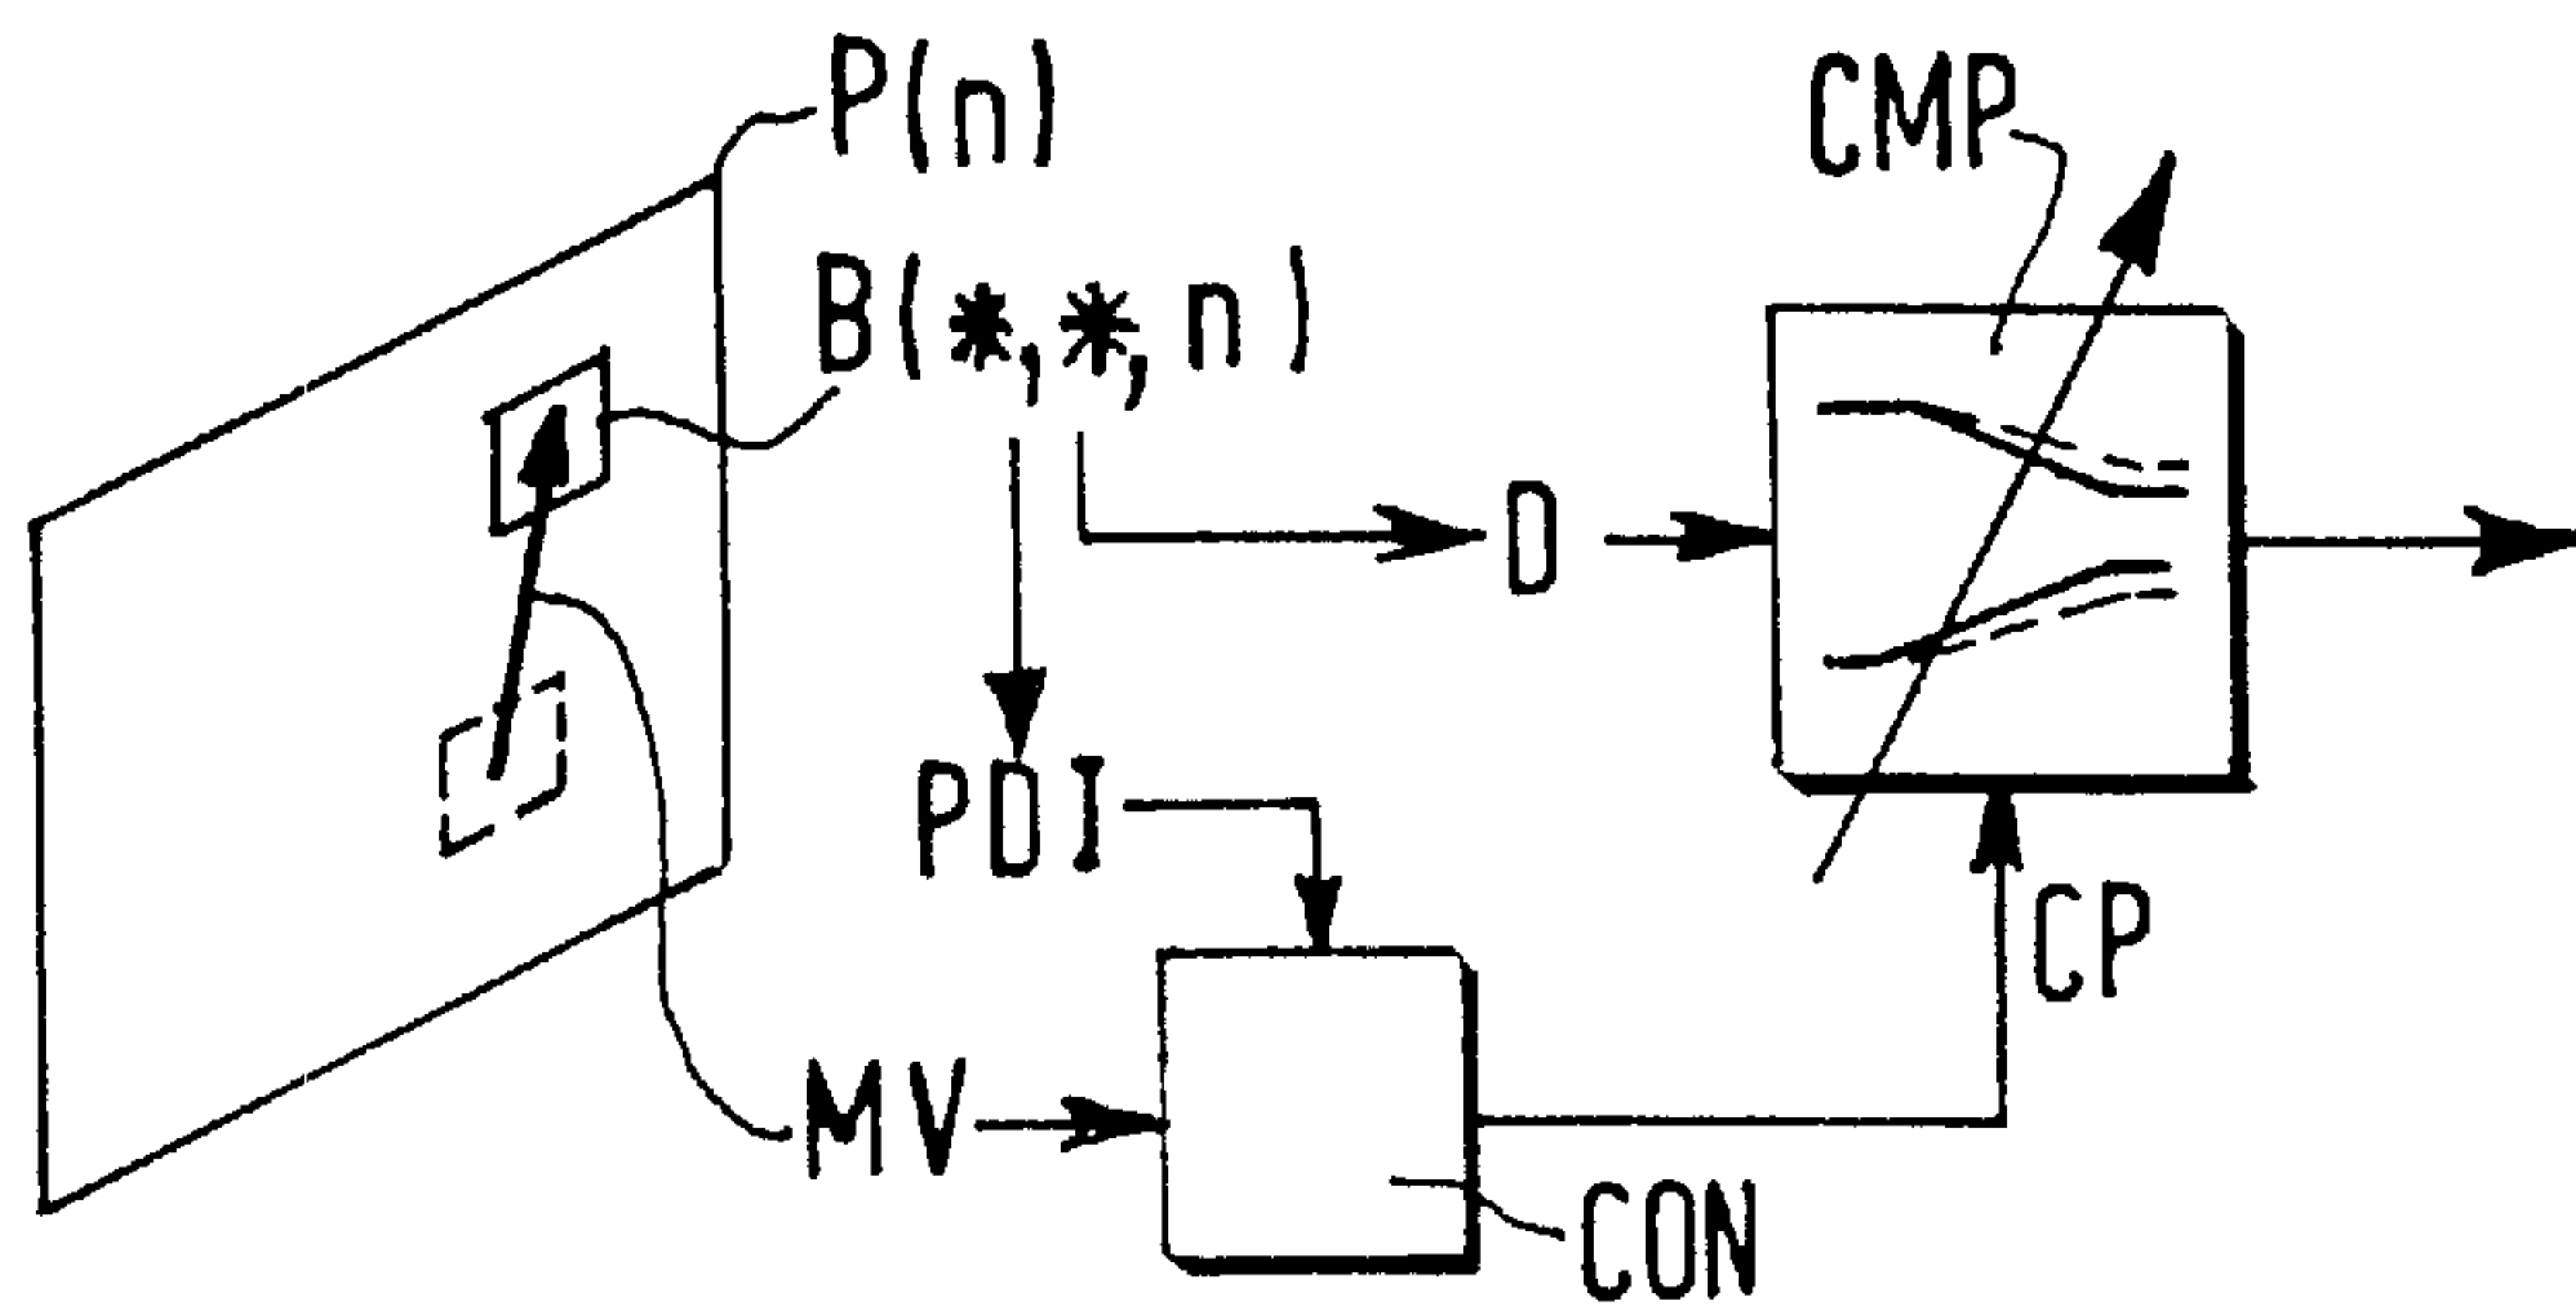 P(n)
CMP
B(*,*,n)
D
PDI
CP
MV
CON